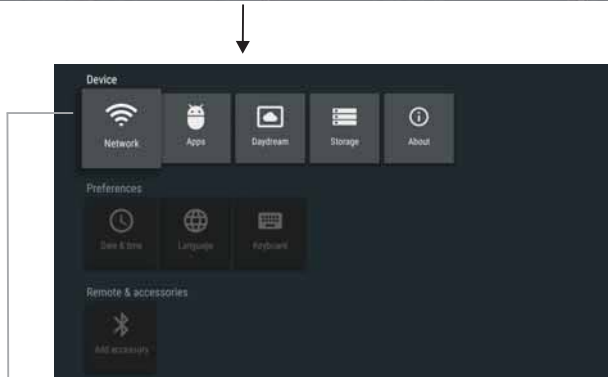 Device
Network Apps Daydream Storage About
Preferences
Date & time Language Keyboard
Remote & accessories
Add accessory